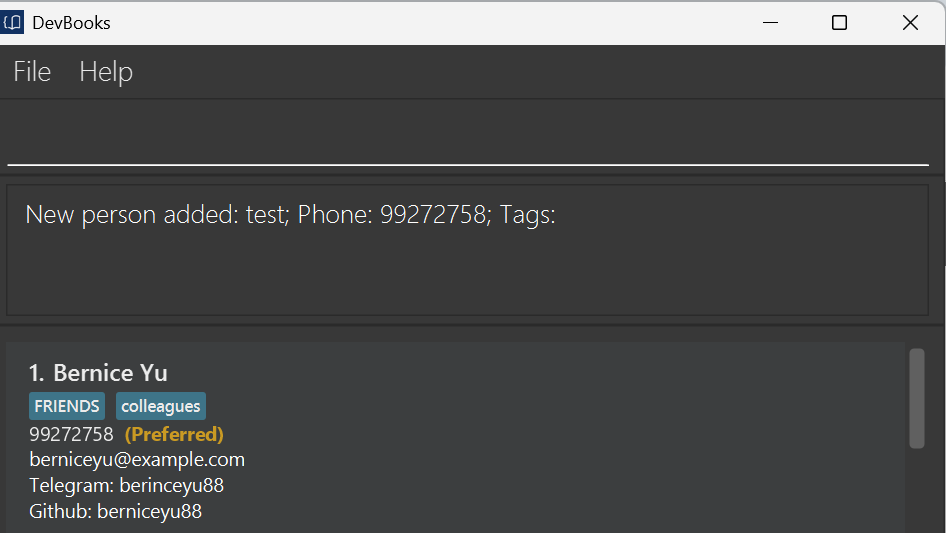 DevBooks
File Help
New person added: test; Phone: 99272758; Tags:
1. Bernice Yu
FRIENDS colleagues
99272758 (Preferred)
berniceyu@example.com
Telegram: berinceyu88
Github: berniceyu88